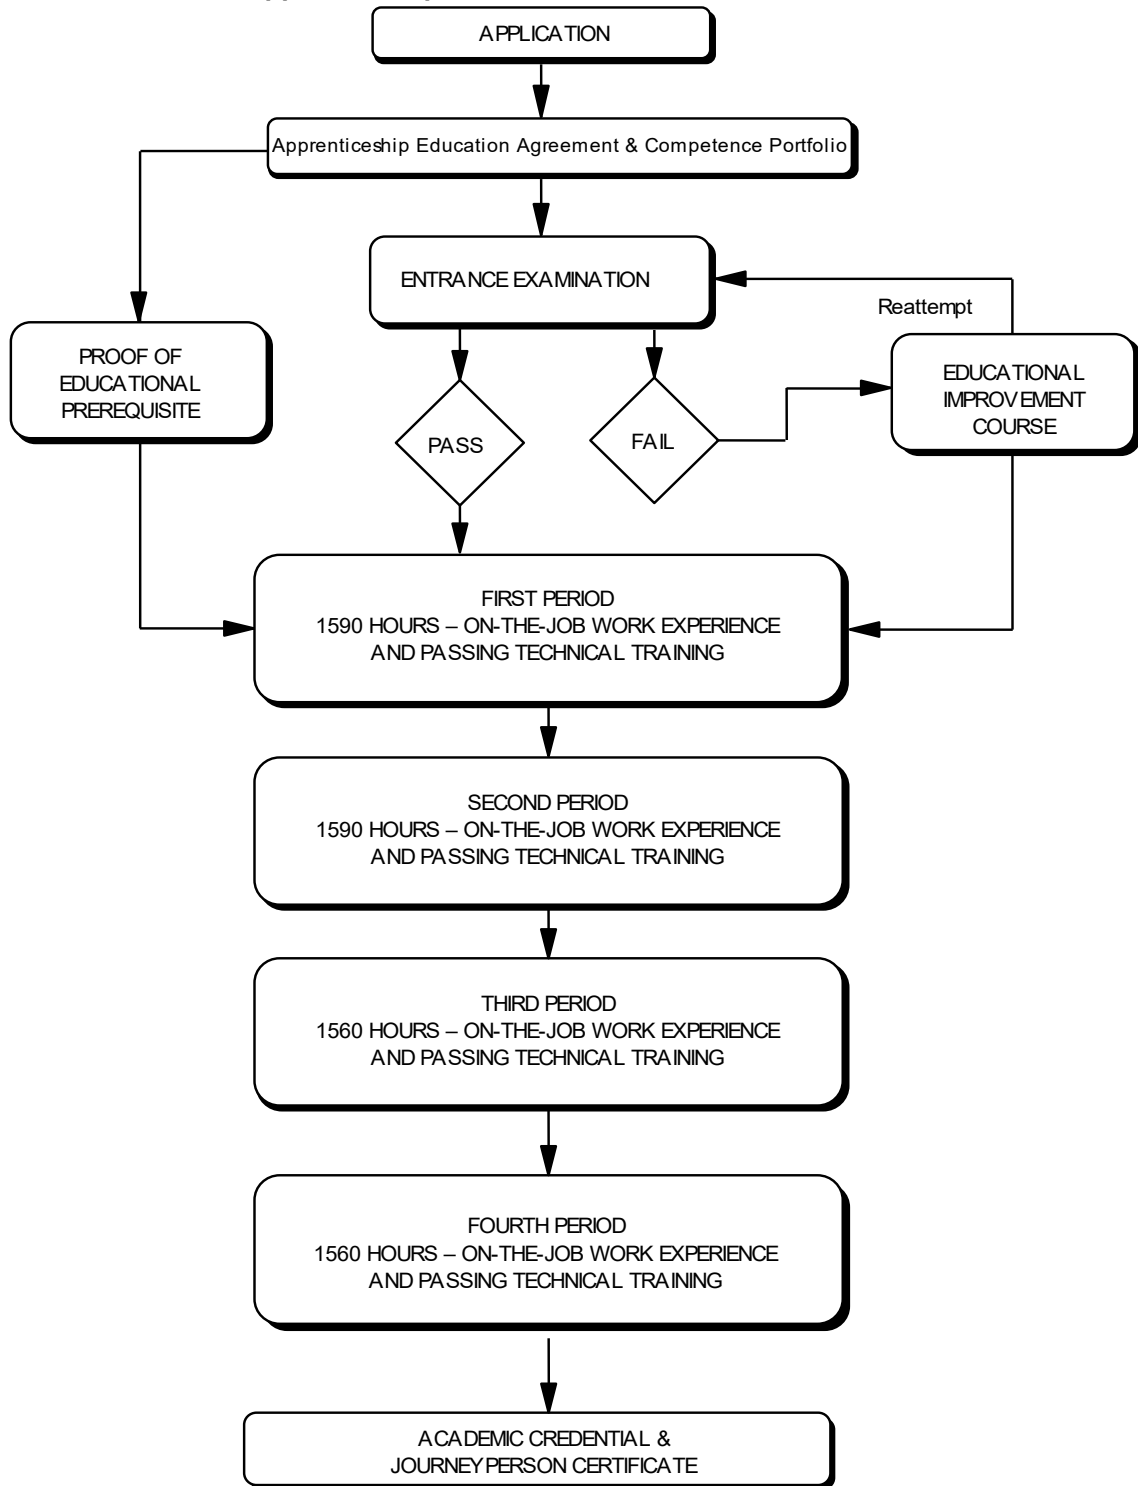 APPLICATION
Apprenticeship Education Agreement & Competence Portfolio
ENTRANCE EXAMINATION
Reattempt
PROOF OF
EDUCATIONAL
PREREQUISITE
PASS
FAIL
EDUCATIONAL
IMPROVEMENT
COURSE
FIRST PERIOD
1590 HOURS – ON-THE-JOB WORK EXPERIENCE
AND PASSING TECHNICAL TRAINING
SECOND PERIOD
1590 HOURS – ON-THE-JOB WORK EXPERIENCE
AND PASSING TECHNICAL TRAINING
THIRD PERIOD
1560 HOURS – ON-THE-JOB WORK EXPERIENCE
AND PASSING TECHNICAL TRAINING
FOURTH PERIOD
1560 HOURS – ON-THE-JOB WORK EXPERIENCE
AND PASSING TECHNICAL TRAINING
ACADEMIC CREDENTIAL &
JOURNEYPERSON CERTIFICATE